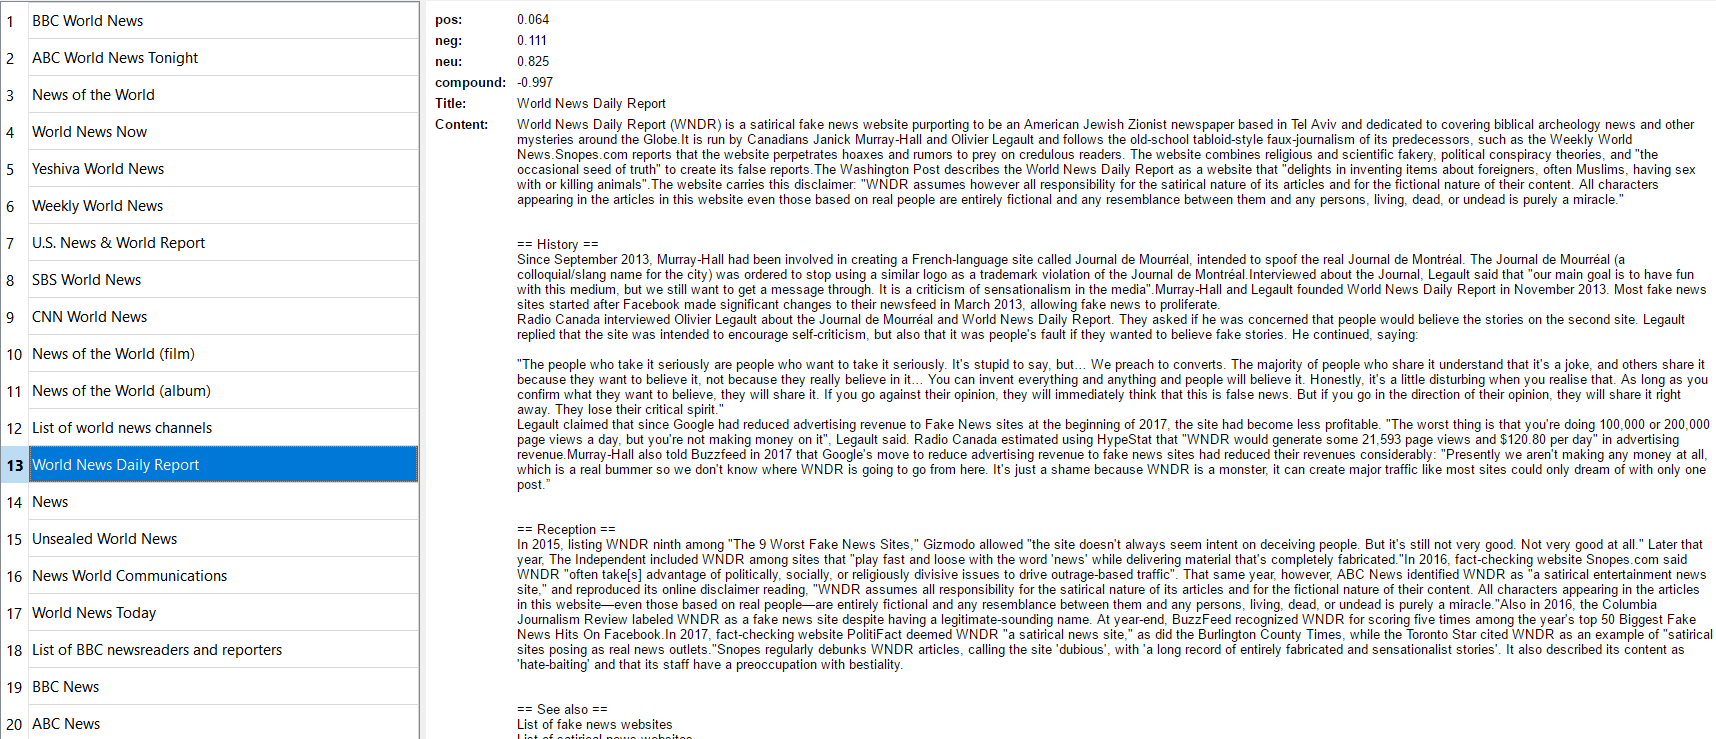 1 BBC World News
2 ABC World News Tonight
3 News of the World
4 World News Now
5 Yeshiva World News
6 Weekly World News
7 U.S. News & World Report
8 SBS World News
9 CNN World News
10 News of the World (film)
11 News of the World (album)
12 List of world news channels
13 World News Daily Report
14 News
15 Unsealed World News
16 News World Communications
17 World News Today
18 List of BBC newsreaders and reporters
19 BBC News
20 ABC News
pos: 0.064
neg: 0.111
neu: 0.825
compound: -0.997
Title: World News Daily Report
Content: World News Daily Report (WNDR) is a satirical fake news website purporting to be an American Jewish Zionist newspaper based in Tel Aviv and dedicated to covering biblical archeology news and other
mysteries around the Globe.It is run by Canadians Janick Murray-Hall and Olivier Legault and follows the old-school tabloid-style faux-journalism of its predecessors, such as the Weekly World
News.Snopes.com reports that the website perpetrates hoaxes and rumors to prey on credulous readers. The website combines religious and scientific fakery, political conspiracy theories, and "the
occasional seed of truth" to create its false reports.The Washington Post describes the World News Daily Report as a website that "delights in inventing items about foreigners, often Muslims, having sex
with or killing animals".The website carries this disclaimer: "WNDR assumes however all responsibility for the satirical nature of its articles and for the fictional nature of their content. All characters
appearing in the articles in this website even those based on real people are entirely fictional and any resemblance between them and any persons, living, dead, or undead is purely a miracle."
== History ==
Since September 2013, Murray-Hall had been involved in creating a French-language site called Journal de Mourréal, intended to spoof the real Journal de Montréal. The Journal de Mourréal (a
colloquial/slang name for the city) was ordered to stop using a similar logo as a trademark violation of the Journal de Montréal.Interviewed about the Journal, Legault said that "our main goal is to have fun
with this medium, but we still want to get a message through. It is a criticism of sensationalism in the media".Murray-Hall and Legault founded World News Daily Report in November 2013. Most fake news
sites started after Facebook made significant changes to their newsfeed in March 2013, allowing fake news to proliferate.
Radio Canada interviewed Olivier Legault about the Journal de Mourréal and World News Daily Report. They asked if he was concerned that people would believe the stories on the second site. Legault
replied that the site was intended to encourage self-criticism, but also that it was people's fault if they wanted to believe fake stories. He continued, saying:
"The people who take it seriously are people who want to take it seriously. It's stupid to say, but... We preach to converts. The majority of people who share it understand that it's a joke, and others share it
because they want to believe it, not because they really believe in it... You can invent everything and anything and people will believe it. Honestly, it's a little disturbing when you realise that. As long as you
confirm what they want to believe, they will share it. If you go against their opinion, they will immediately think that this is false news. But if you go in the direction of their opinion, they will share it right
away. They lose their critical spirit."
Legault claimed that since Google had reduced advertising revenue to Fake News sites at the beginning of 2017, the site had become less profitable. "The worst thing is that you're doing 100,000 or 200,000
page views a day, but you're not making money on it", Legault said. Radio Canada estimated using HypeStat that "WNDR would generate some 21,593 page views and $120.80 per day" in advertising
revenue.Murray-Hall also told Buzzfeed in 2017 that Google's move to reduce advertising revenue to fake news sites had reduced their revenues considerably: "Presently we aren't making any money at all,
which is a real bummer so we don't know where WNDR is going to go from here. It's just a shame because WNDR is a monster, it can create major traffic like most sites could only dream of with only one
post."
== Reception ==
In 2015, listing WNDR ninth among "The 9 Worst Fake News Sites," Gizmodo allowed "the site doesn't always seem intent on deceiving people. But it's still not very good. Not very good at all." Later that
year, The Independent included WNDR among sites that "play fast and loose with the word 'news' while delivering material that's completely fabricated."In 2016, fact-checking website Snopes.com said
WNDR "often take[s] advantage of politically, socially, or religiously divisive issues to drive outrage-based traffic". That same year, however, ABC News identified WNDR as "a satirical entertainment news
site," and reproduced its online disclaimer reading, "WNDR assumes all responsibility for the satirical nature of its articles and for the fictional nature of their content. All characters appearing in the articles
in this website—even those based on real people—are entirely fictional and any resemblance between them and any persons, living, dead, or undead is purely a miracle."Also in 2016, the Columbia
Journalism Review labeled WNDR as a fake news site despite having a legitimate-sounding name. At year-end, BuzzFeed recognized WNDR for scoring five times among the year's top 50 Biggest Fake
News Hits On Facebook.In 2017, fact-checking website PolitiFact deemed WNDR "a satirical news site," as did the Burlington County Times, while the Toronto Star cited WNDR as an example of "satirical
sites posing as real news outlets."Snopes regularly debunks WNDR articles, calling the site 'dubious', with 'a long record of entirely fabricated and sensationalist stories'. It also described its content as
'hate-baiting' and that its staff have a preoccupation with bestiality.
== See also ==
List of fake news websites
List of satirical news websites